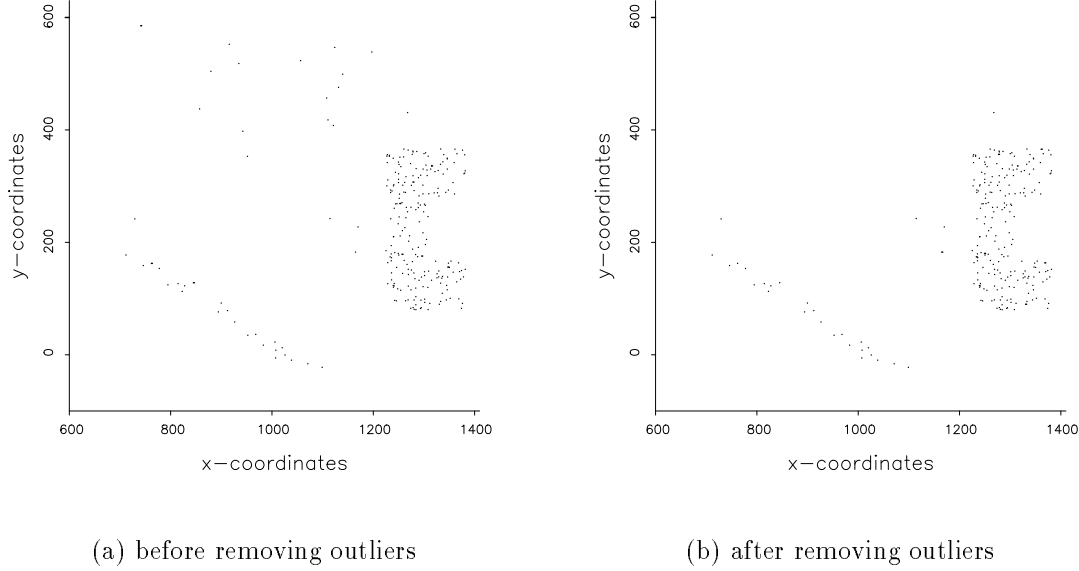 600
400
200
0
y-coordinates
600 800 1000 1200 1400
x-coordinates
(a) before removing outliers
600
400
200
0
y-coordinates
600 800 1000 1200 1400
x-coordinates
(b) after removing outliers